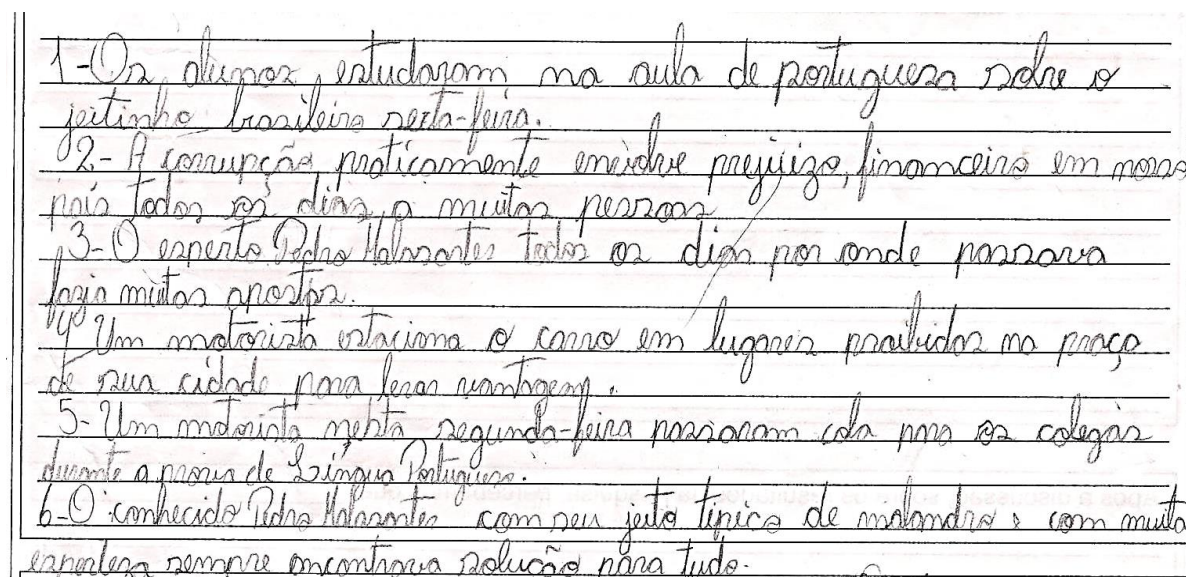 1-Os alunos, estudaram na aula de portuguesa sobre o
jeitinho brasileiro sexta-feira.
2- A corrupção, praticamente envolve prejuizo, financeiro em nosso
país todos os dias, a muitas pessoas
3- O esperto Pedro Malasartes todos os dias por onde passava
fazia muitas apostas.
4- Um motorista estaciona o carro em lugares proibidos na praça
de sua cidade para levar vantagem.
5- Um motorista nesta segunda-feira passaram cola para os colegas
durante a prova de Língua Portuguesa.
6-O conhecido Pedro Malasartes com seu jeito tipico de malandro, com muita
esperteza sempre encontrava solução para tudo.